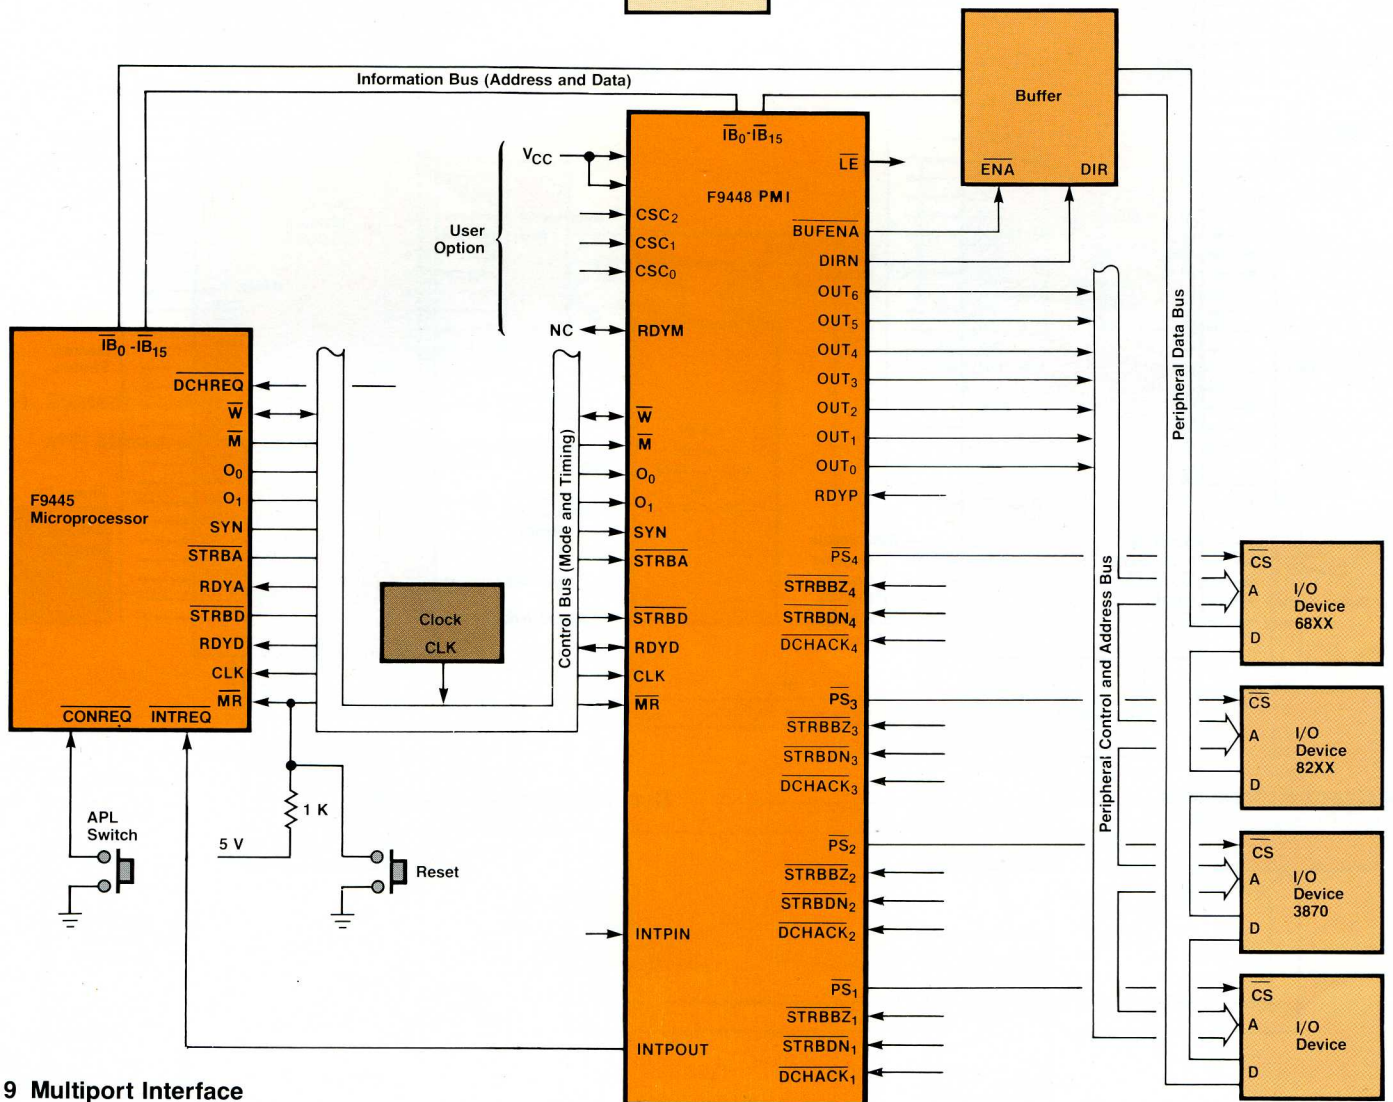 Information Bus (Address and Data)
Buffer
ENA
DIR
IB0-IB15
LE
F9448 PMI
VCC
CSC2
CSC1
CSC0
User
Option
NC
RDYM
BUFENA
DIRN
OUT6
OUT5
OUT4
OUT3
OUT2
OUT1
OUT0
RDYP
IB0 -IB15
DCHREQ
W
M
O0
O1
SYN
STRBA
RDYA
STRBD
RDYD
CLK
MR
F9445
Microprocessor
CONREQ
INTREQ
Clock
CLK
Control Bus (Mode and Timing)
W
M
O0
O1
SYN
STRBA
STRBD
RDYD
CLK
MR
PS4
STRBBZ4
STRBDN4
DCHACK4
PS3
STRBBZ3
STRBDN3
DCHACK3
PS2
STRBBZ2
STRBDN2
DCHACK2
PS1
STRBBZ1
STRBDN1
DCHACK1
INTPIN
INTPOUT
Peripheral Control and Address Bus
Peripheral Data Bus
CS
A
D
I/O
Device
68XX
CS
A
D
I/O
Device
82XX
CS
A
D
I/O
Device
3870
CS
A
D
I/O
Device
APL
Switch
5 V
1 K
Reset
9 Multiport Interface